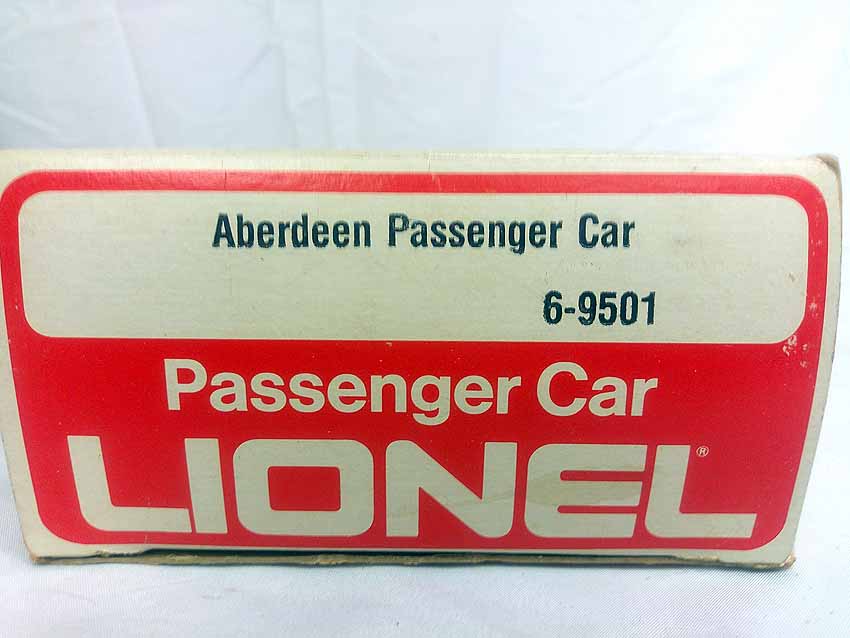 Aberdeen Passenger Car
6-9501
Passenger Car
LIONEL®